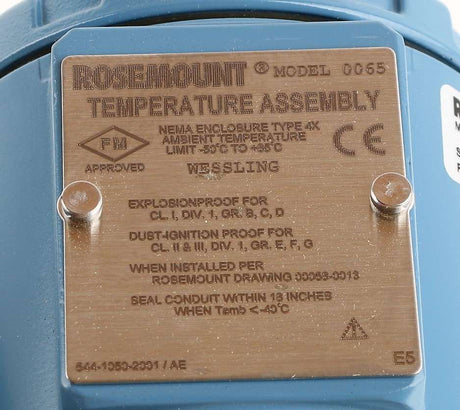 ROSEMOUNT® MODEL 0065
TEMPERATURE ASSEMBLY
FM
APPROVED
NEMA ENCLOSURE TYPE 4X
AMBIENT TEMPERATURE
LIMIT -50°C TO +85°C
CE
WESSLING
EXPLOSIONPROOF FOR
CL. I, DIV. 1, GR. B, C, D
DUST-IGNITION PROOF FOR
CL. II & III, DIV. 1, GR. E, F, G
WHEN INSTALLED PER
ROSEMOUNT DRAWING 00068-0013
SEAL CONDUIT WITHIN 18 INCHES
WHEN Tamb <-40°C
644-1050-2001 / AE
E5